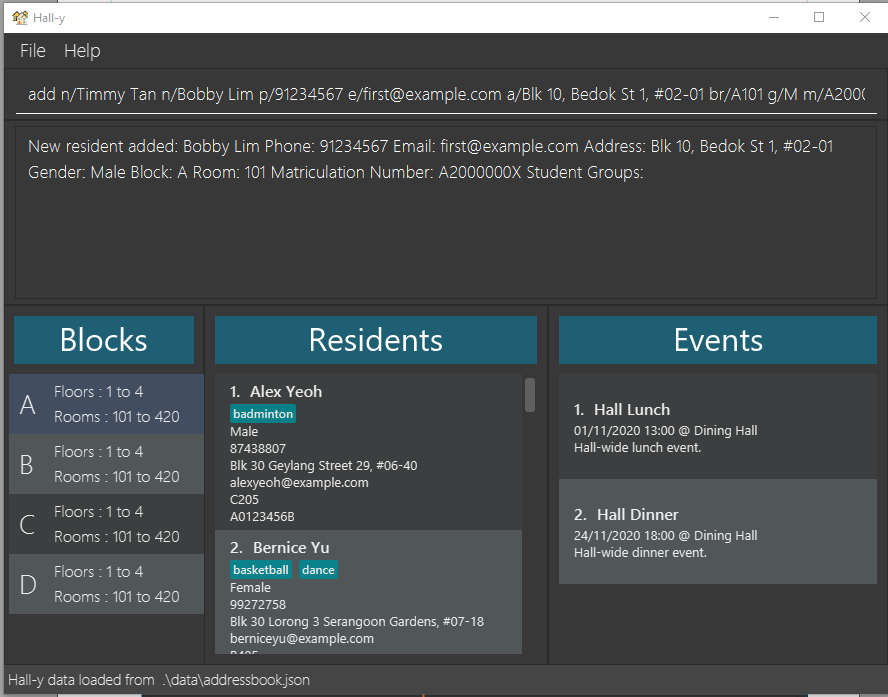 Hall-y
File Help
add n/Timmy Tan n/Bobby Lim p/91234567 e/first@example.com a/Blk 10, Bedok St 1, #02-01 br/A101 g/M m/A200
New resident added: Bobby Lim Phone: 91234567 Email: first@example.com Address: Blk 10, Bedok St 1, #02-01
Gender: Male Block: A Room: 101 Matriculation Number: A2000000X Student Groups:
Blocks
A
Floors : 1 to 4
Rooms : 101 to 420
B
Floors : 1 to 4
Rooms : 101 to 420
C
Floors : 1 to 4
Rooms : 101 to 420
D
Floors : 1 to 4
Rooms : 101 to 420
Residents
1. Alex Yeoh
badminton
Male
87438807
Blk 30 Geylang Street 29, #06-40
alexyeoh@example.com
C205
A0123456B
2. Bernice Yu
basketball dance
Female
99272758
Blk 30 Lorong 3 Serangoon Gardens, #07-18
berniceyu@example.com
Events
1. Hall Lunch
01/11/2020 13:00 @ Dining Hall
Hall-wide lunch event.
2. Hall Dinner
24/11/2020 18:00 @ Dining Hall
Hall-wide dinner event.
Hall-y data loaded from .\data\addressbook.json